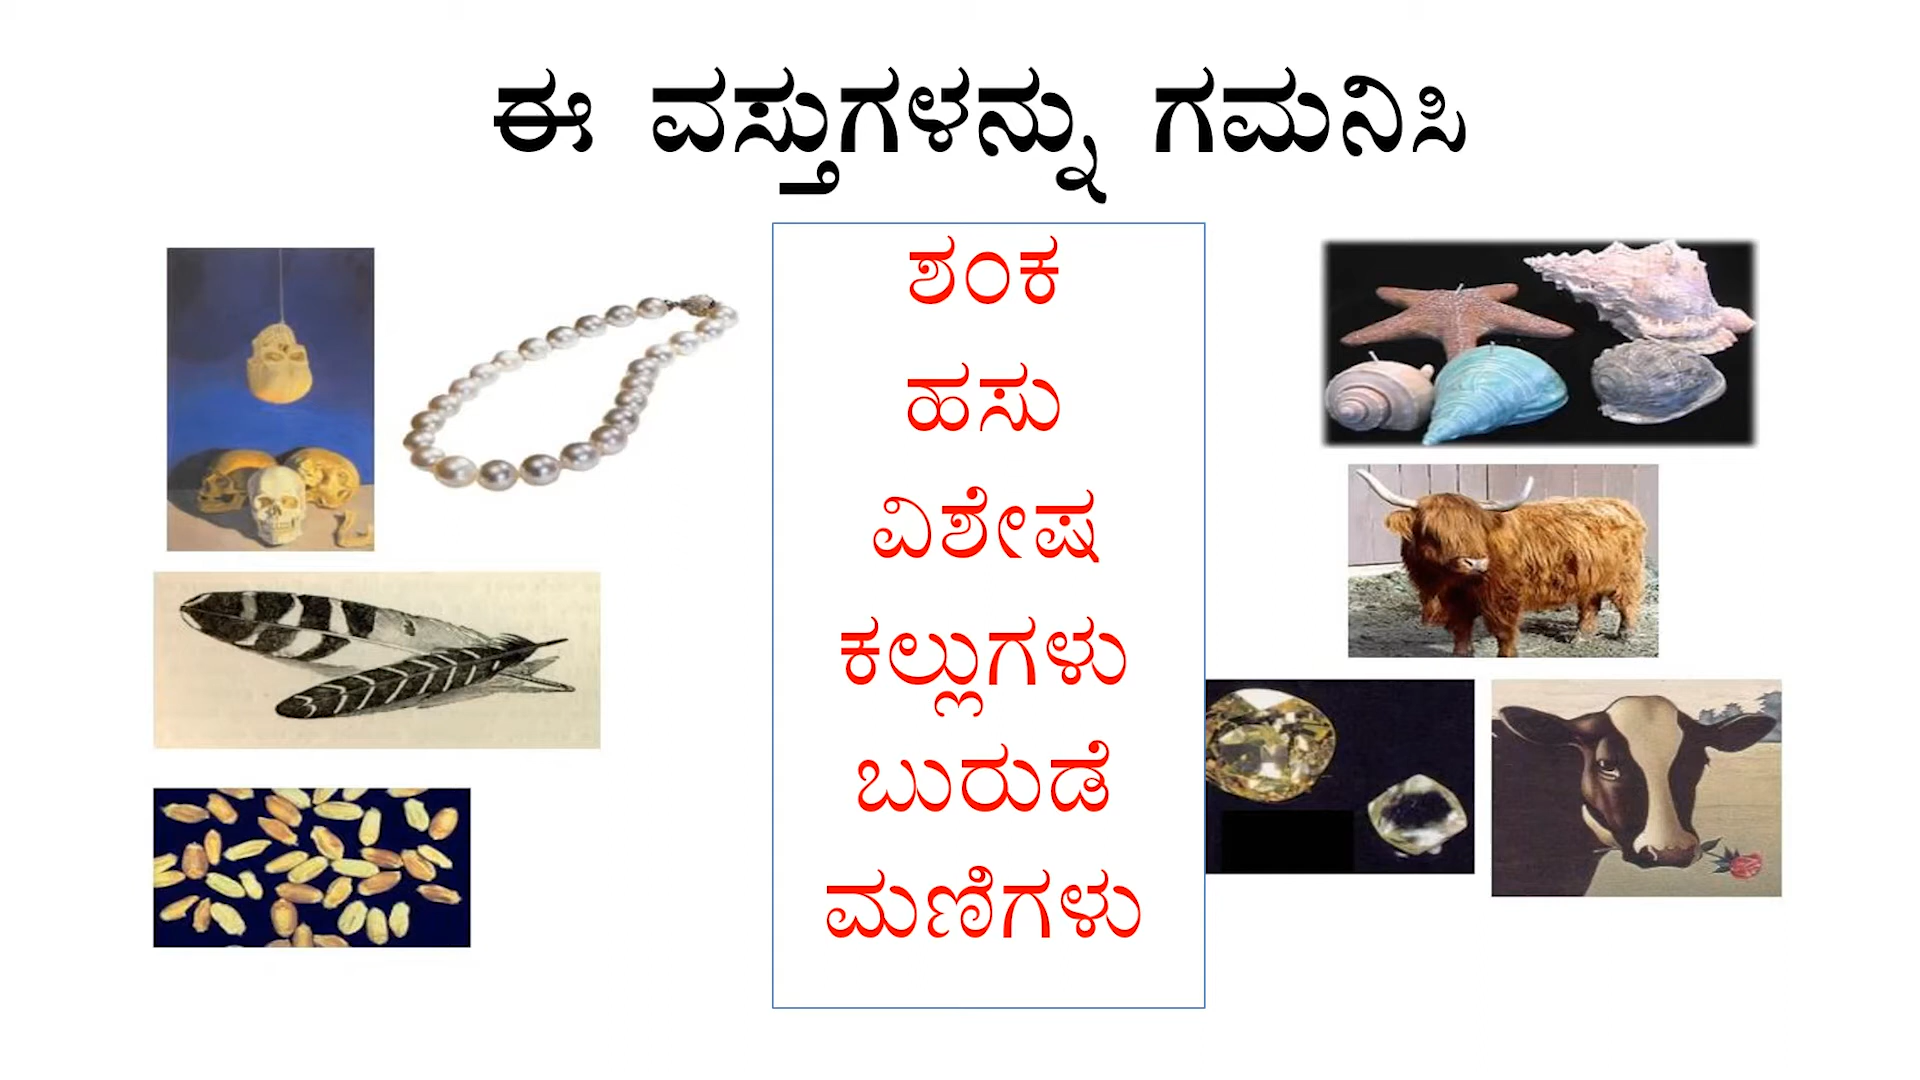 ಈ ವಸ್ತುಗಳನ್ನು ಗಮನಿಸಿ
ಶಂಕ
ಹಸು
ವಿಶೇಷ
ಕಲ್ಲುಗಳು
ಬುರುಡೆ
ಮಣಿಗಳು